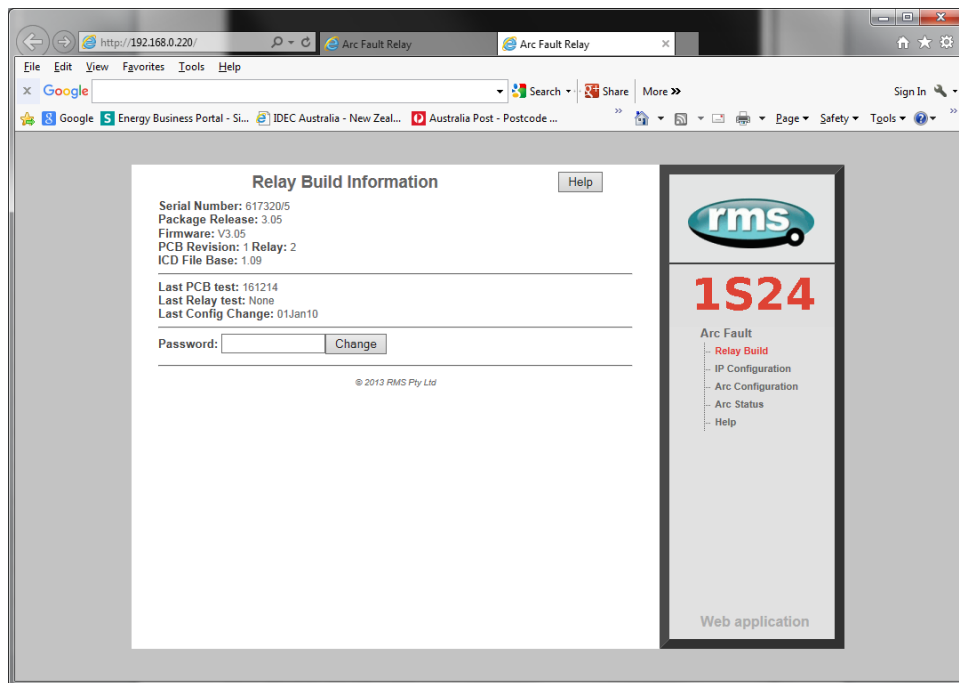 http://192.168.0.220/
Arc Fault Relay
Arc Fault Relay
File Edit View Favorites Tools Help
x Google Search Share More »
Sign In
Google Energy Business Portal - Si... IDEC Australia - New Zeal... Australia Post - Postcode ... » Page Safety Tools »
Relay Build Information
Help
Serial Number: 617320/5
Package Release: 3.05
Firmware: V3.05
PCB Revision: 1 Relay: 2
ICD File Base: 1.09
Last PCB test: 161214
Last Relay test: None
Last Config Change: 01Jan10
Password: Change
© 2013 RMS Pty Ltd
rms
1S24
Arc Fault
Relay Build
IP Configuration
Arc Configuration
Arc Status
Help
Web application